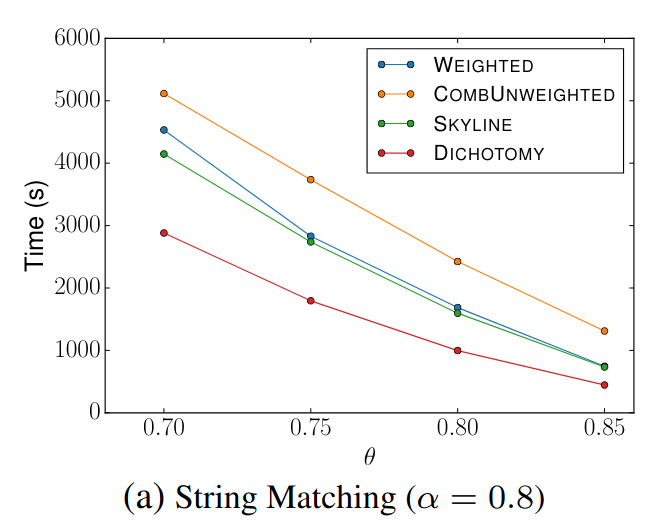 6000
5000
4000
3000
2000
1000
0
Time (s)
WEIGHTED
COMBUNWEIGHTED
SKYLINE
DICHOTOMY
0.70 0.75 0.80 0.85
θ
(a) String Matching (α = 0.8)